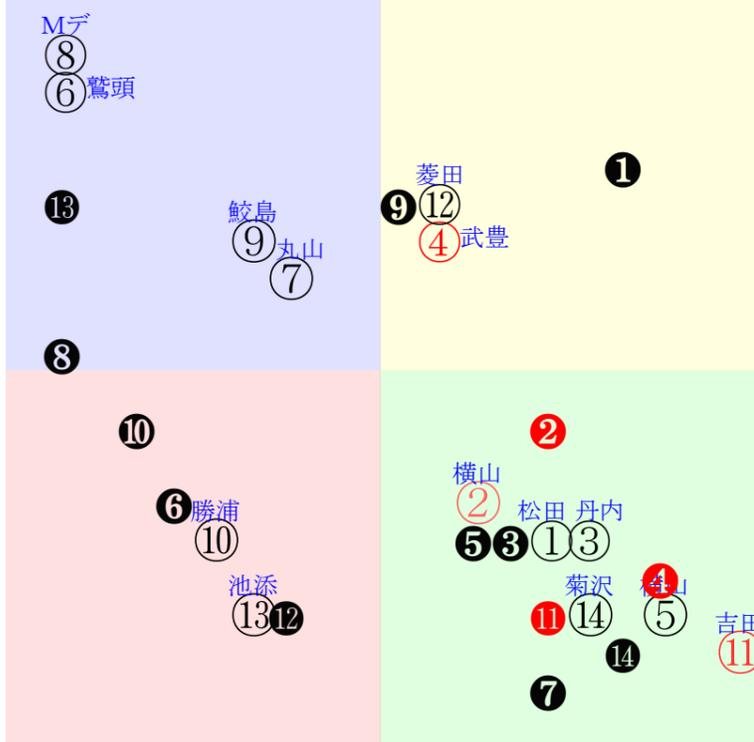 Mデ
⑧
⑥鷲頭
❶
⓭
菱田
❾⑫
④武豊
鮫島
⑨丸山
⑦
❽
❿
❷
横山
②
❻勝浦
⑩
松田 丹内
❺❸①③
❹
池添
⑬⓬
菊沢
⓫⑭
⑤
吉田
⑪
⓮
❼